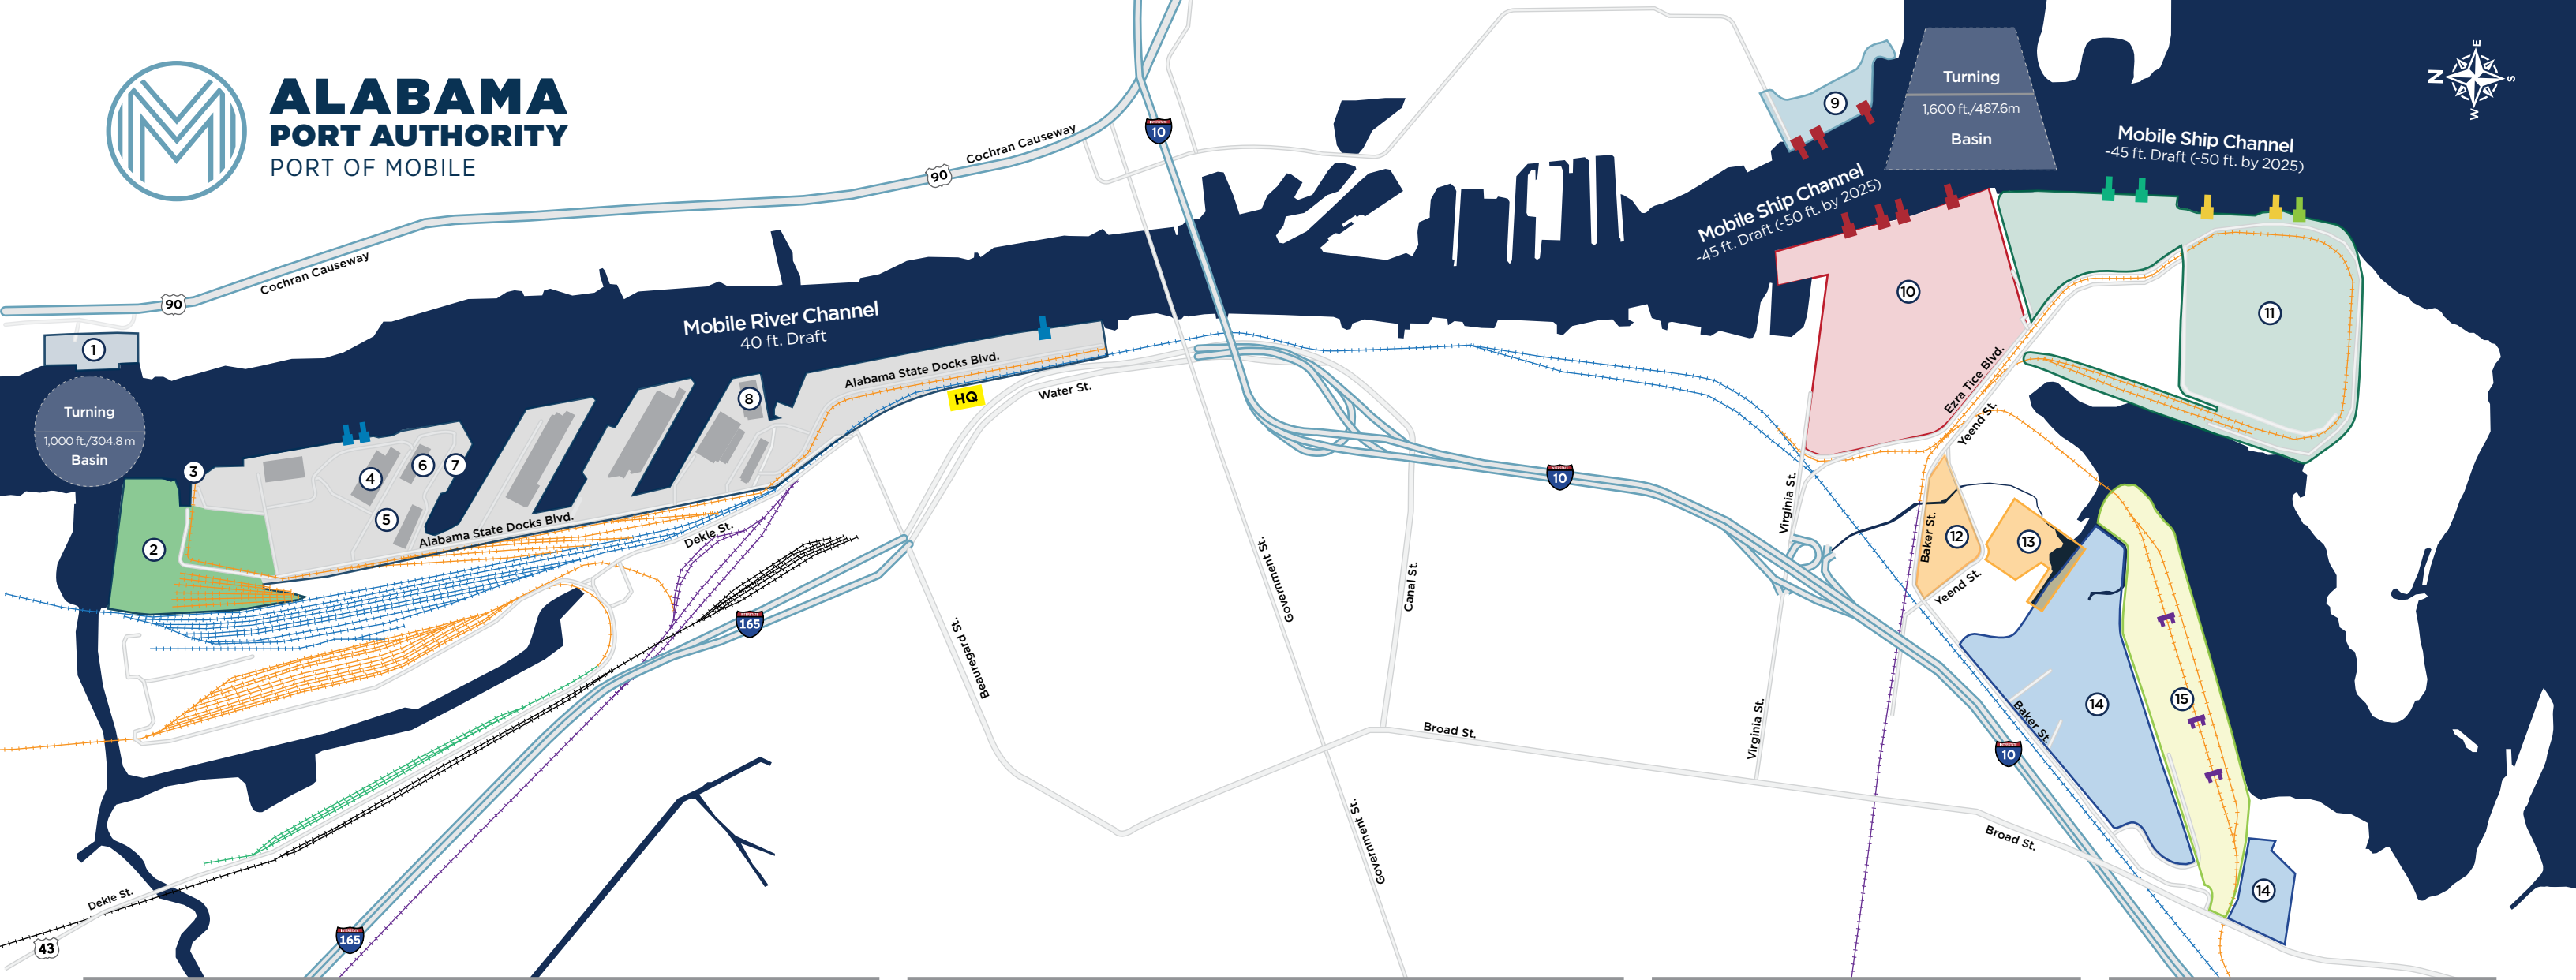 ALABAMA
PORT AUTHORITY
PORT OF MOBILE
N
E
S
W
Turning
1,600 ft./487.6m
Basin
Mobile Ship Channel
-45 ft. Draft (-50 ft. by 2025)
Mobile Ship Channel
-45 ft. Draft (-50 ft. by 2025)
9
10
11
10
90
Cochran Causeway
90
Cochran Causeway
1
Turning
1,000 ft./304.8 m
Basin
Mobile River Channel
40 ft. Draft
Alabama State Docks Blvd.
HQ
Water St.
2
3
4
5
6
7
8
Alabama State Docks Blvd.
Dekle St.
165
Beauregard St.
Government St.
Canal St.
10
Virginia St.
Ezra Tice Blvd.
Yeend St.
Baker St.
12
13
Yeend St.
14
15
Baker St.
10
Broad St.
Virginia St.
Government St.
Broad St.
14
Dekle St.
43
165